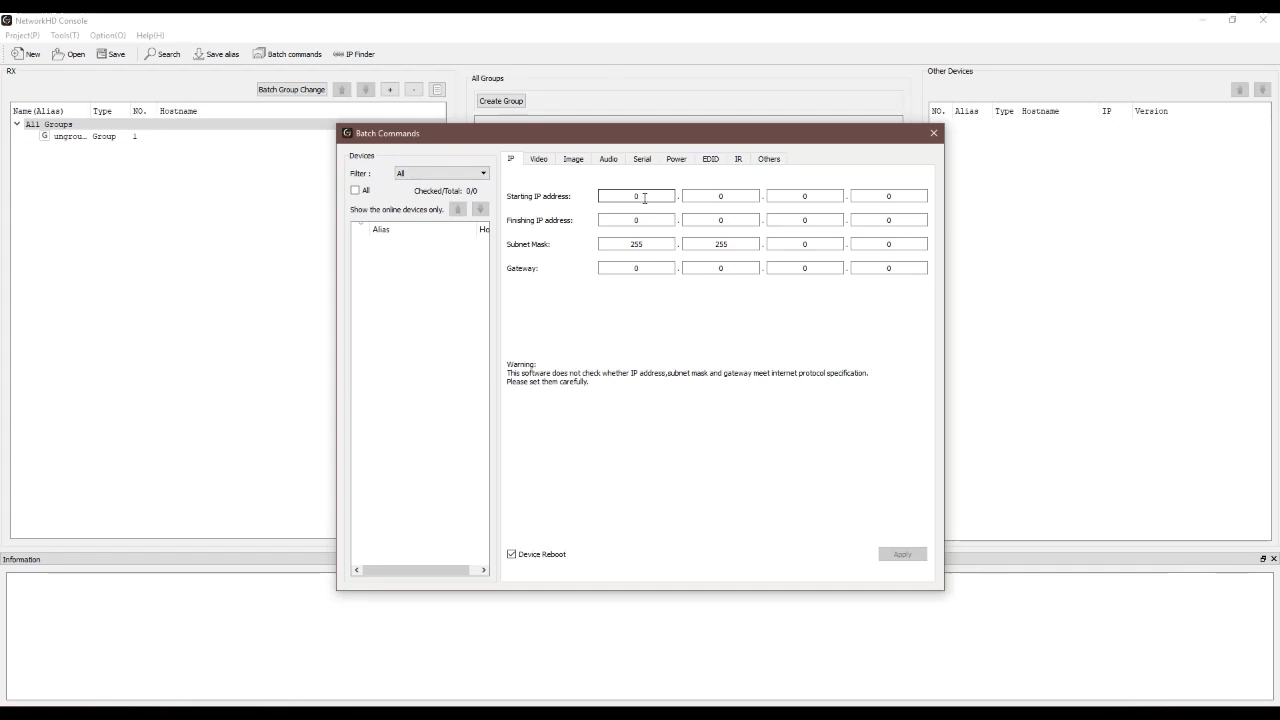 NetworkHD Console
Project(P) Tools(T) Option(O) Help(H)
New Open Save Search Save alias Batch commands IP Finder
RX
Batch Group Change + -
Name(Alias) Type NO. Hostname
All Groups
G ungrou... Group 1
All Groups
Create Group
Other Devices
NO. Alias Type Hostname IP Version
Batch Commands
Devices
Filter : All
All Checked/Total: 0/0
Show the online devices only.
Alias Ho
IP Video Image Audio Serial Power EDID IR Others
Starting IP address: 0 . 0 . 0 . 0
Finishing IP address: 0 . 0 . 0 . 0
Subnet Mask: 255 . 255 . 0 . 0
Gateway: 0 . 0 . 0 . 0
Warning:
This software does not check whether IP address,subnet mask and gateway meet internet protocol specification.
Please set them carefully.
Device Reboot Apply
Information